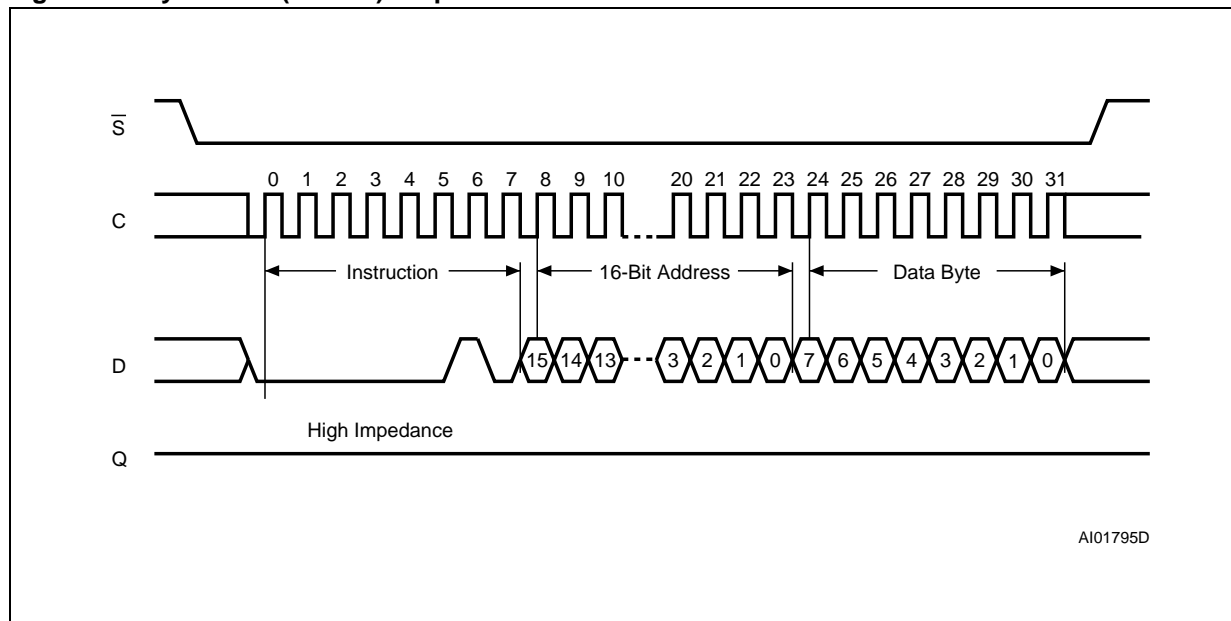 S
0 1 2 3 4 5 6 7 8 9 10 20 21 22 23 24 25 26 27 28 29 30 31
C
Instruction 16-Bit Address Data Byte
D
15 14 13 3 2 1 0 7 6 5 4 3 2 1 0
High Impedance
Q
AI01795D